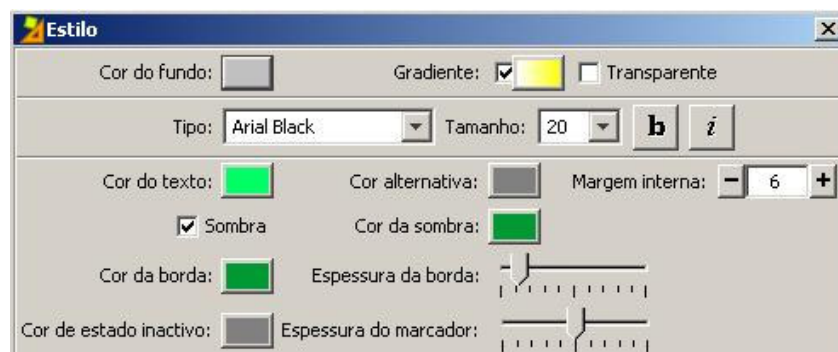 Estilo
Cor do fundo: Gradiente: Transparente
Tipo: Arial Black Tamanho: 20 b i
Cor do texto: Cor alternativa: Margem interna: − 6 +
Sombra Cor da sombra:
Cor da borda: Espessura da borda:
Cor de estado inactivo: Espessura do marcador: